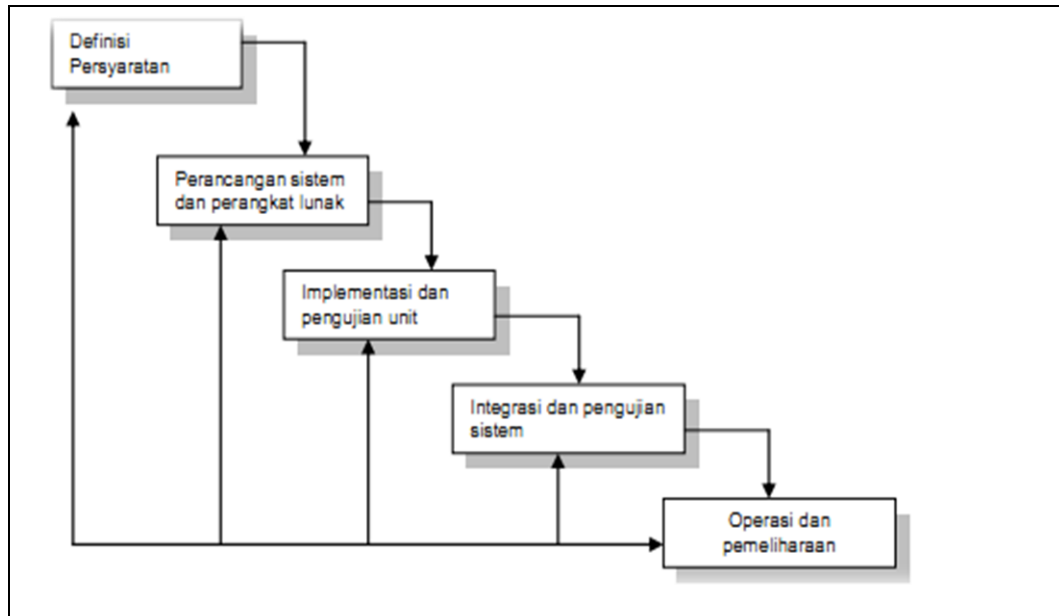 Definisi
Persyaratan
Perancangan sistem
dan perangkat lunak
Implementasi dan
pengujian unit
Integrasi dan pengujian
sistem
Operasi dan
pemeliharaan